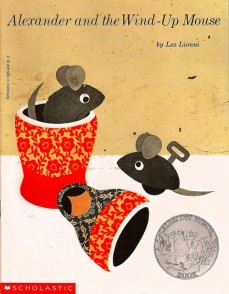 Alexander and the Wind-Up Mouse
by Leo Lionni
SCHOLASTIC